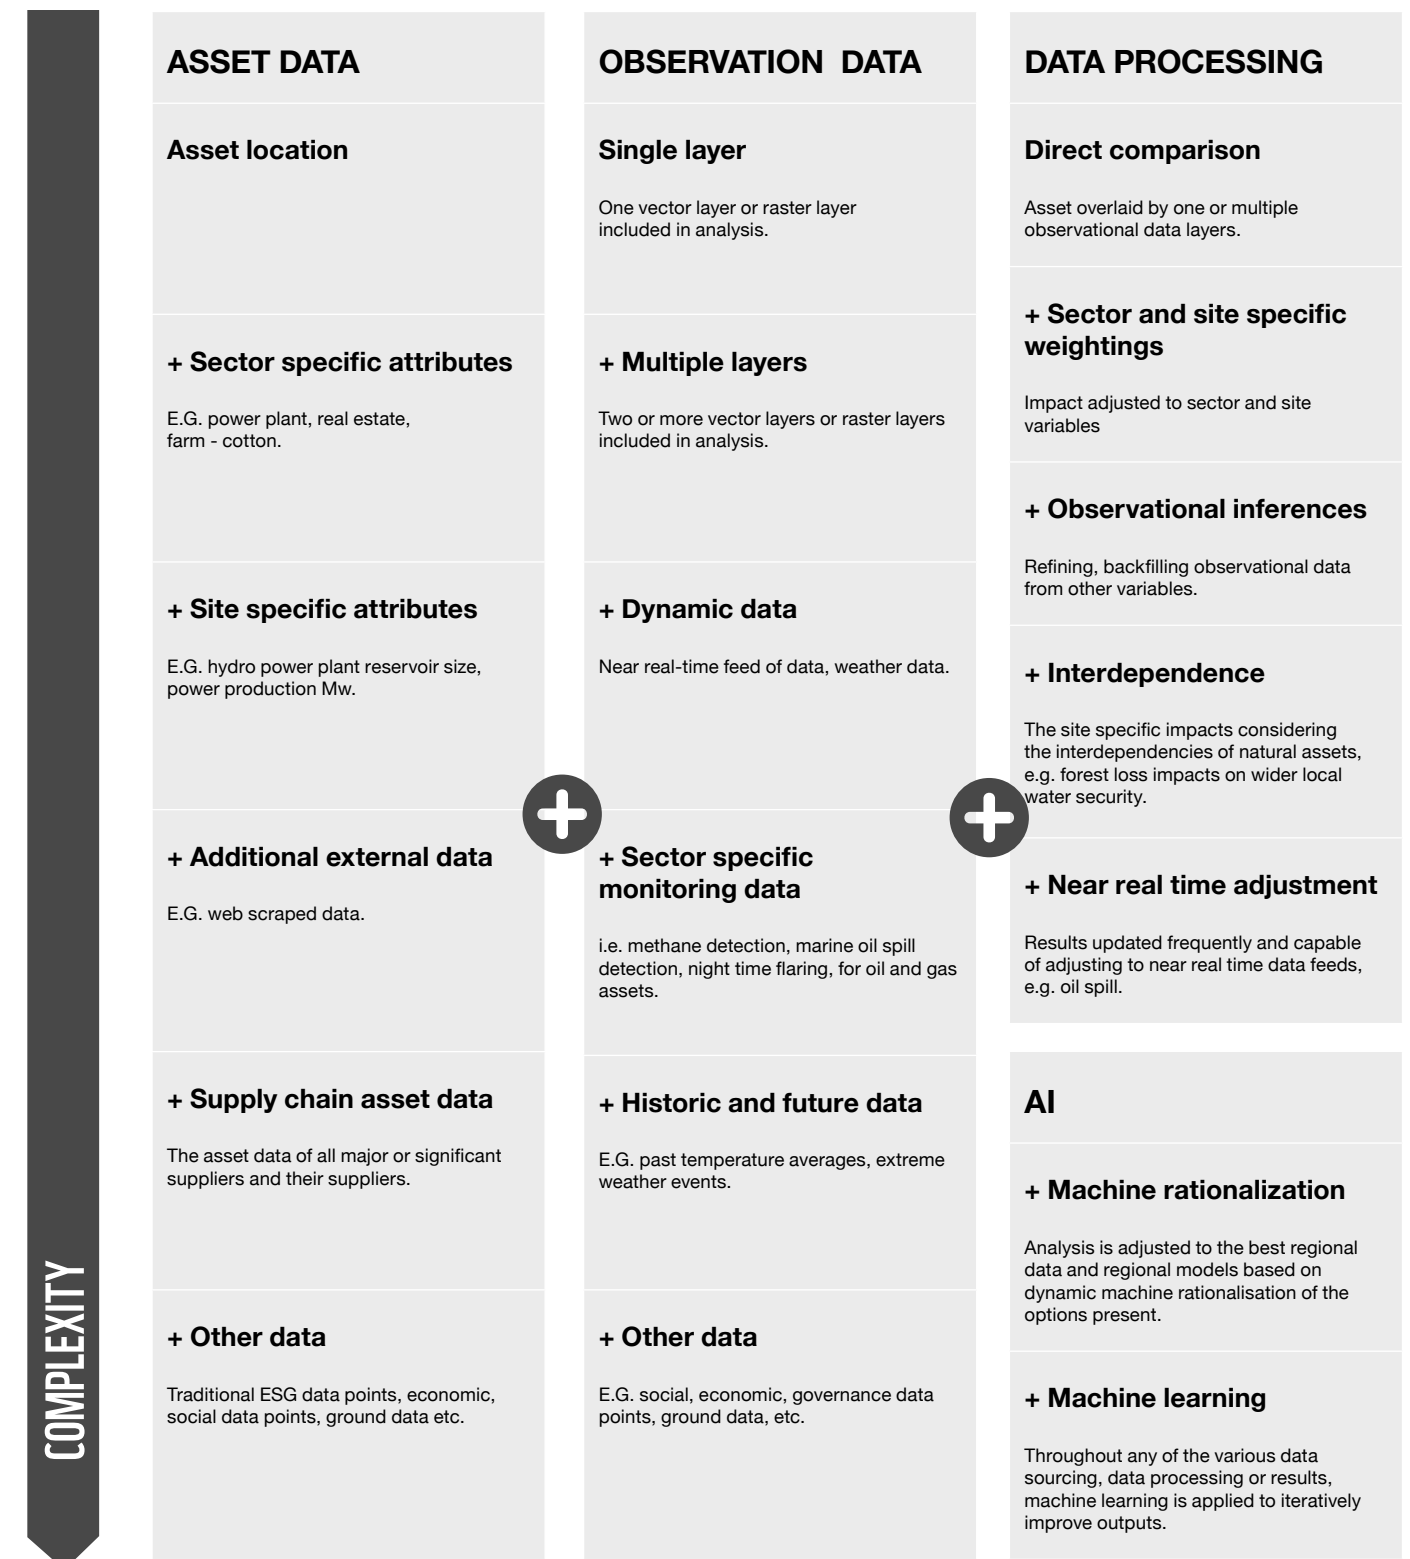 COMPLEXITY
ASSET DATA
Asset location
+ Sector specific attributes
E.G. power plant, real estate,
farm - cotton.
+ Site specific attributes
E.G. hydro power plant reservoir size,
power production Mw.
+ Additional external data
E.G. web scraped data.
+ Supply chain asset data
The asset data of all major or significant
suppliers and their suppliers.
+ Other data
Traditional ESG data points, economic,
social data points, ground data etc.
+
OBSERVATION DATA
Single layer
One vector layer or raster layer
included in analysis.
+ Multiple layers
Two or more vector layers or raster layers
included in analysis.
+ Dynamic data
Near real-time feed of data, weather data.
+ Sector specific
monitoring data
i.e. methane detection, marine oil spill
detection, night time flaring, for oil and gas
assets.
+ Historic and future data
E.G. past temperature averages, extreme
weather events.
+ Other data
E.G. social, economic, governance data
points, ground data, etc.
+
DATA PROCESSING
Direct comparison
Asset overlaid by one or multiple
observational data layers.
+ Sector and site specific
weightings
Impact adjusted to sector and site
variables
+ Observational inferences
Refining, backfilling observational data
from other variables.
+ Interdependence
The site specific impacts considering
the interdependencies of natural assets,
e.g. forest loss impacts on wider local
water security.
+ Near real time adjustment
Results updated frequently and capable
of adjusting to near real time data feeds,
e.g. oil spill.
AI
+ Machine rationalization
Analysis is adjusted to the best regional
data and regional models based on
dynamic machine rationalisation of the
options present.
+ Machine learning
Throughout any of the various data
sourcing, data processing or results,
machine learning is applied to iteratively
improve outputs.